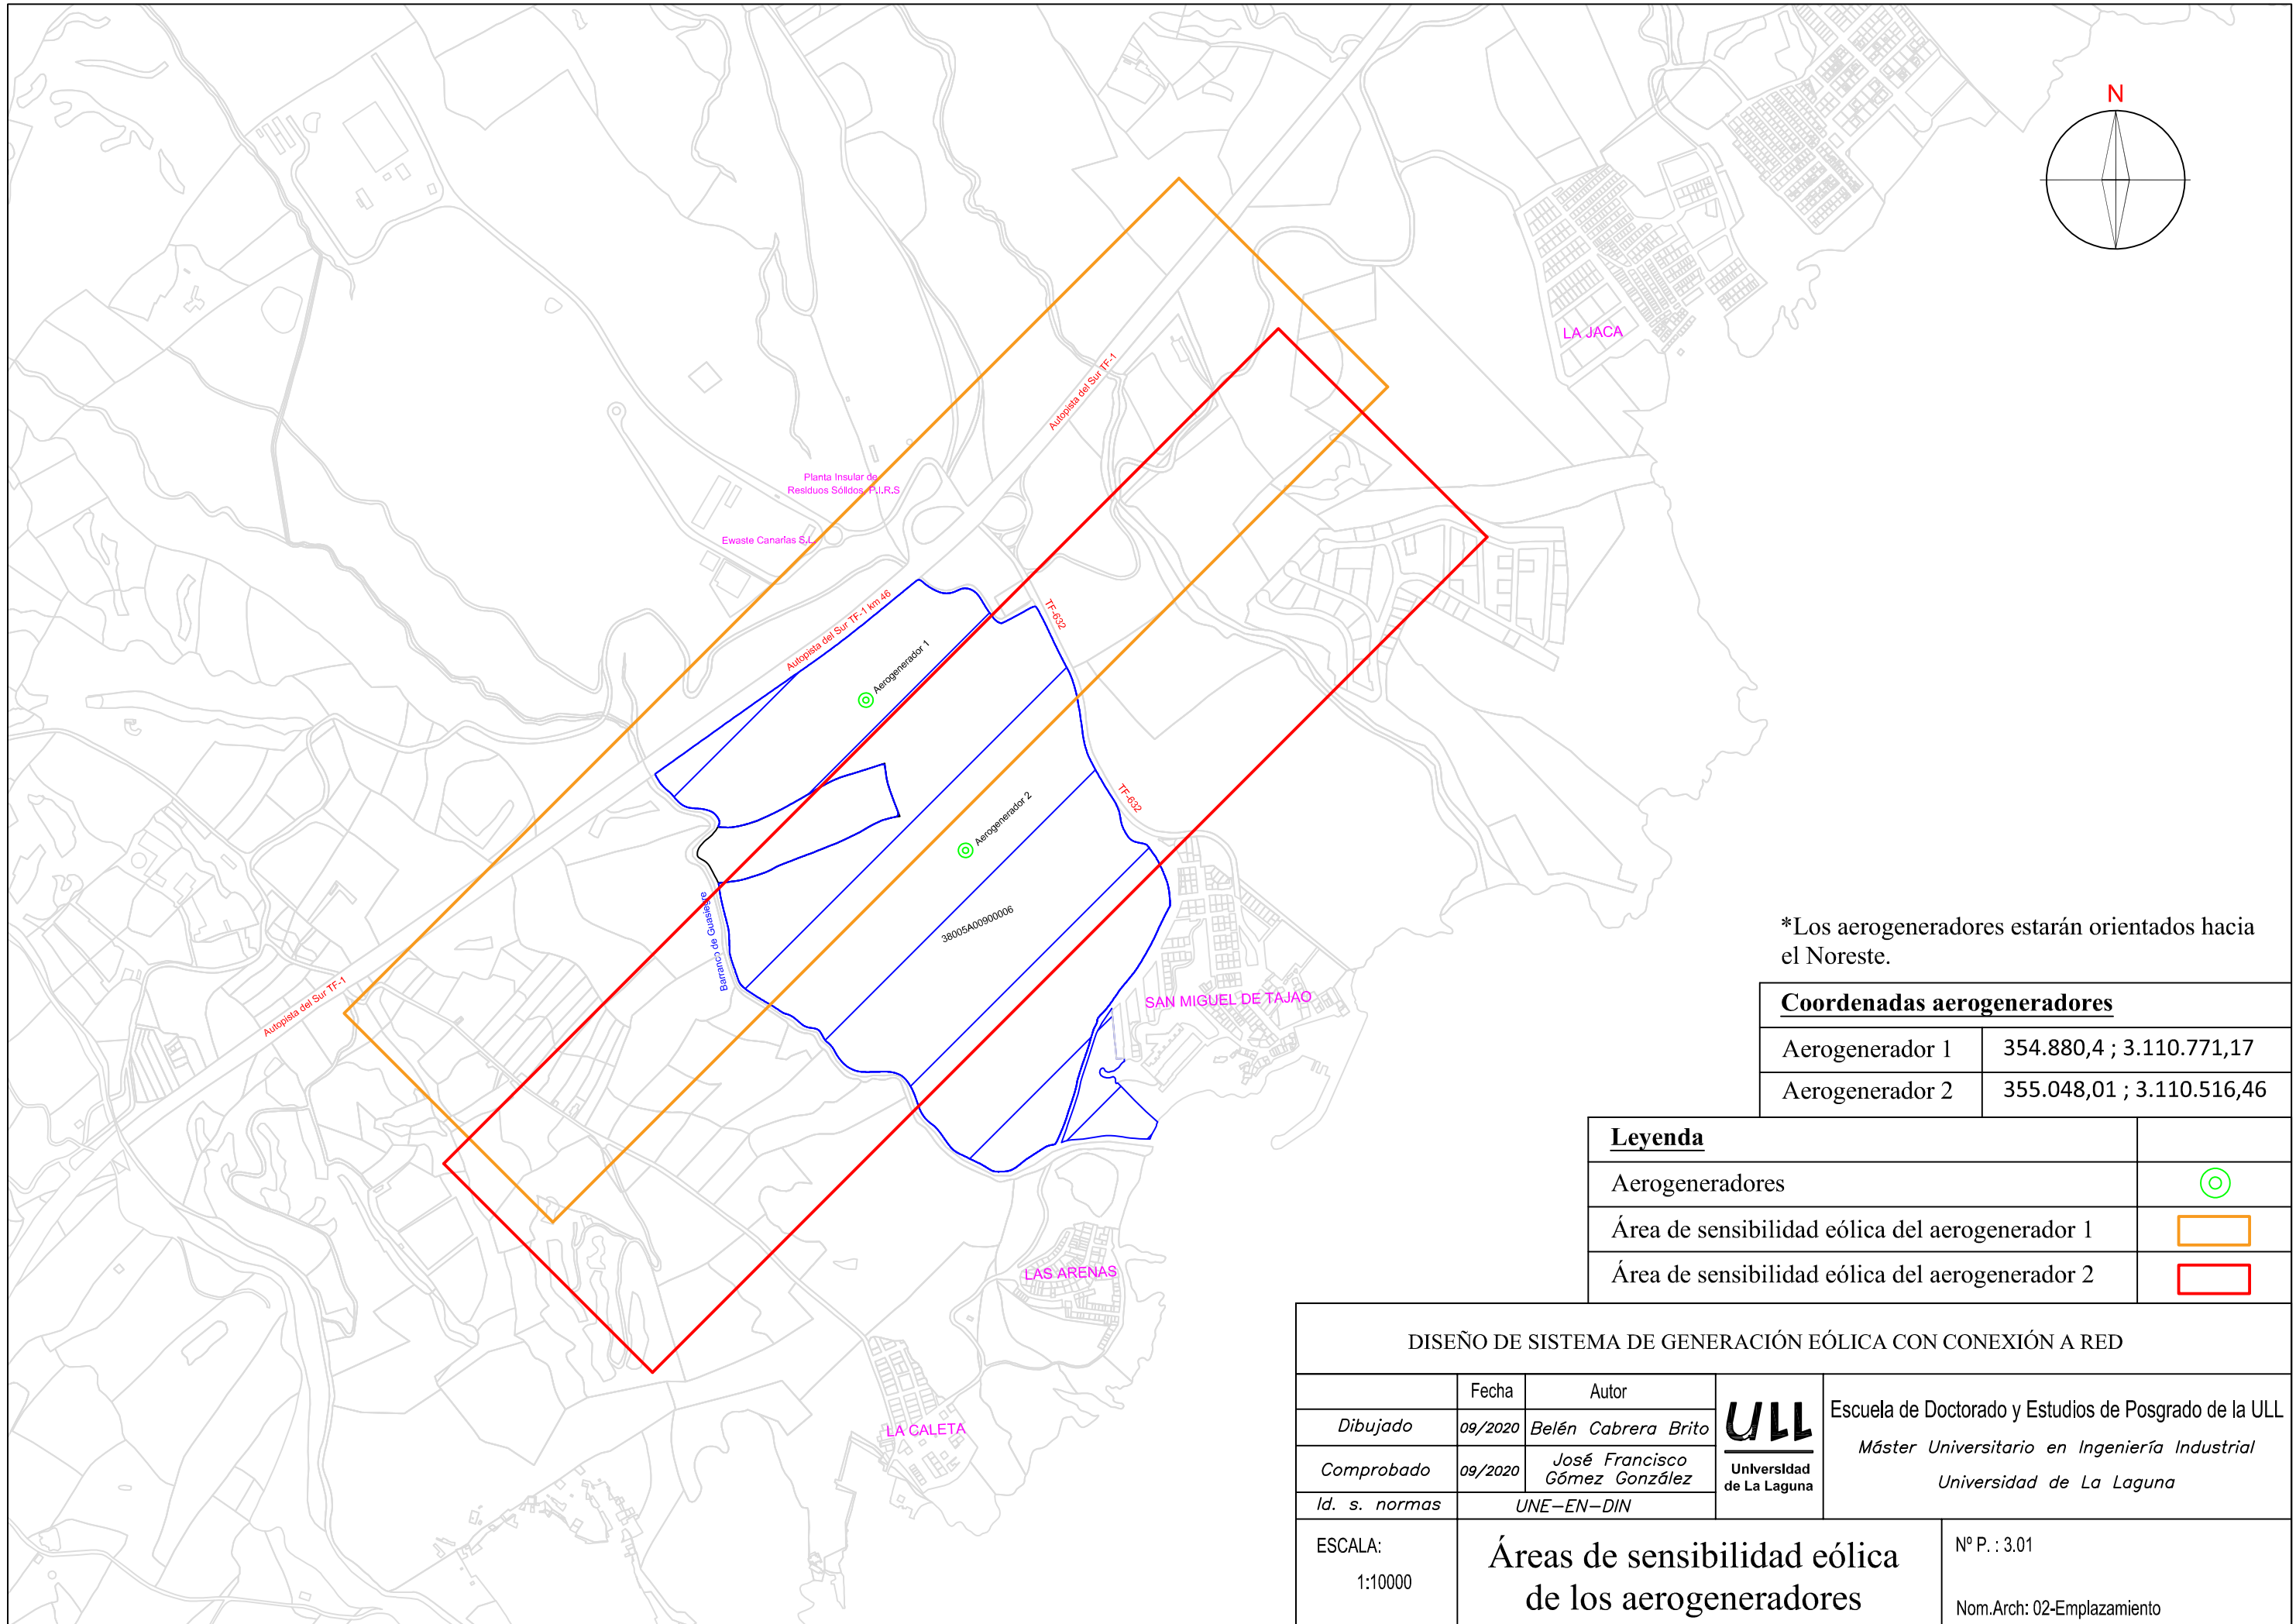 N
LA JACA
Autopista del Sur TF-1
Planta Insular de
Residuos Sólidos, P.I.R.S
Ewaste Canarias S.L.
Autopista del Sur TF-1 km 46
TF-632
Aerogenerador 1
TF-632
Aerogenerador 2
38005A00900006
Barranco de Guasiegre
Autopista del Sur TF-1
SAN MIGUEL DE TAJAO
LAS ARENAS
LA CALETA
*Los aerogeneradores estarán orientados hacia
el Noreste.
Coordenadas aerogeneradores
Aerogenerador 1 354.880,4 ; 3.110.771,17
Aerogenerador 2 355.048,01 ; 3.110.516,46
Leyenda
Aerogeneradores
Área de sensibilidad eólica del aerogenerador 1
Área de sensibilidad eólica del aerogenerador 2
DISEÑO DE SISTEMA DE GENERACIÓN EÓLICA CON CONEXIÓN A RED
Fecha Autor
Dibujado 09/2020 Belén Cabrera Brito
Comprobado 09/2020 José Francisco
Gómez González
Id. s. normas UNE-EN-DIN
ULL
Universidad
de La Laguna
Escuela de Doctorado y Estudios de Posgrado de la ULL
Máster Universitario en Ingeniería Industrial
Universidad de La Laguna
ESCALA:
1:10000
Áreas de sensibilidad eólica
de los aerogeneradores
Nº P. : 3.01
Nom.Arch: 02-Emplazamiento